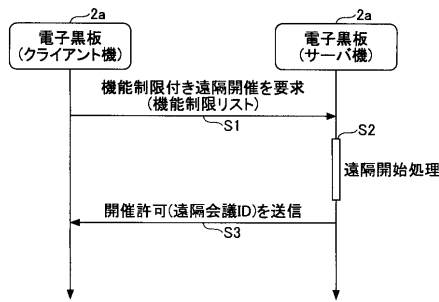 2a
電子黒板
(クライアント機)
2a
電子黒板
(サーバ機)
機能制限付き遠隔開催を要求
(機能制限リスト)
S1
S2
遠隔開始処理
開催許可(遠隔会議ID)を送信
S3